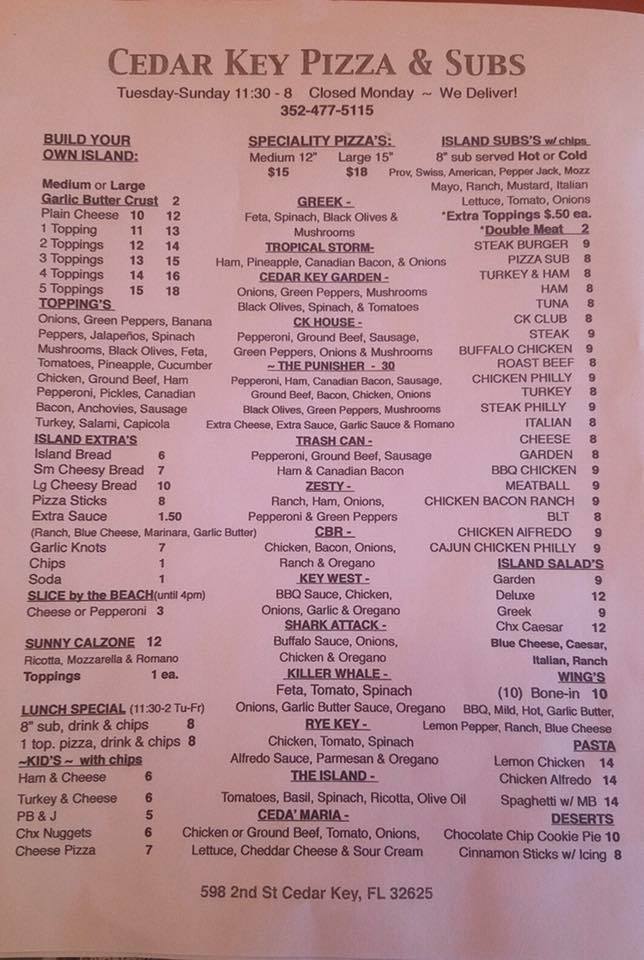 CEDAR KEY PIZZA & SUBS
Tuesday-Sunday 11:30 - 8 Closed Monday ~ We Deliver!
352-477-5115
BUILD YOUR
OWN ISLAND:
Medium or Large
Garlic Butter Crust 2
Plain Cheese 10 12
1 Topping 11 13
2 Toppings 12 14
3 Toppings 13 15
4 Toppings 14 16
5 Toppings 15 18
TOPPING'S
Onions, Green Peppers, Banana
Peppers, Jalapeños, Spinach
Mushrooms, Black Olives, Feta,
Tomatoes, Pineapple, Cucumber
Chicken, Ground Beef, Ham
Pepperoni, Pickles, Canadian
Bacon, Anchovies, Sausage
Turkey, Salami, Capicola
ISLAND EXTRA'S
Island Bread 6
Sm Cheesy Bread 7
Lg Cheesy Bread 10
Pizza Sticks 8
Extra Sauce 1.50
(Ranch, Blue Cheese, Marinara, Garlic Butter)
Garlic Knots 7
Chips 1
Soda 1
SLICE by the BEACH(until 4pm)
Cheese or Pepperoni 3
SUNNY CALZONE 12
Ricotta, Mozzarella & Romano
Toppings 1 ea.
LUNCH SPECIAL (11:30-2 Tu-Fr)
8" sub, drink & chips 8
1 top. pizza, drink & chips 8
~KID'S ~ with chips
Ham & Cheese 6
Turkey & Cheese 6
PB & J 5
Chx Nuggets 6
Cheese Pizza 7
SPECIALITY PIZZA'S:
Medium 12" Large 15"
$15 $18
GREEK -
Feta, Spinach, Black Olives &
Mushrooms
TROPICAL STORM-
Ham, Pineapple, Canadian Bacon, & Onions
CEDAR KEY GARDEN -
Onions, Green Peppers, Mushrooms
Black Olives, Spinach, & Tomatoes
CK HOUSE -
Pepperoni, Ground Beef, Sausage,
Green Peppers, Onions & Mushrooms
~ THE PUNISHER - 30
Pepperoni, Ham, Canadian Bacon, Sausage,
Ground Beef, Bacon, Chicken, Onions
Black Olives, Green Peppers, Mushrooms
Extra Cheese, Extra Sauce, Garlic Sauce & Romano
TRASH CAN -
Pepperoni, Ground Beef, Sausage
Ham & Canadian Bacon
ZESTY -
Ranch, Ham, Onions,
Pepperoni & Green Peppers
CBR -
Chicken, Bacon, Onions,
Ranch & Oregano
KEY WEST -
BBQ Sauce, Chicken,
Onions, Garlic & Oregano
SHARK ATTACK -
Buffalo Sauce, Onions,
Chicken & Oregano
KILLER WHALE -
Feta, Tomato, Spinach
Onions, Garlic Butter Sauce, Oregano
RYE KEY -
Chicken, Tomato, Spinach
Alfredo Sauce, Parmesan & Oregano
THE ISLAND -
Tomatoes, Basil, Spinach, Ricotta, Olive Oil
CEDA' MARIA -
Chicken or Ground Beef, Tomato, Onions,
Lettuce, Cheddar Cheese & Sour Cream
ISLAND SUBS'S w/ chips
8" sub served Hot or Cold
Prov, Swiss, American, Pepper Jack, Mozz
Mayo, Ranch, Mustard, Italian
Lettuce, Tomato, Onions
*Extra Toppings $.50 ea.
*Double Meat 2
STEAK BURGER 9
PIZZA SUB 8
TURKEY & HAM 8
HAM 8
TUNA 8
CK CLUB 8
STEAK 9
BUFFALO CHICKEN 9
ROAST BEEF 8
CHICKEN PHILLY 9
TURKEY 8
STEAK PHILLY 9
ITALIAN 8
CHEESE 8
GARDEN 8
BBQ CHICKEN 9
MEATBALL 9
CHICKEN BACON RANCH 9
BLT 8
CHICKEN AlFREDO 9
CAJUN CHICKEN PHILLY 9
ISLAND SALAD'S
Garden 9
Deluxe 12
Greek 9
Chx Caesar 12
Blue Cheese, Caesar,
Italian, Ranch
WING'S
(10) Bone-in 10
BBQ, Mild, Hot, Garlic Butter,
Lemon Pepper, Ranch, Blue Cheese
PASTA
Lemon Chicken 14
Chicken Alfredo 14
Spaghetti w/ MB 14
DESERTS
Chocolate Chip Cookie Pie 10
Cinnamon Sticks w/ Icing 8
598 2nd St Cedar Key, FL 32625